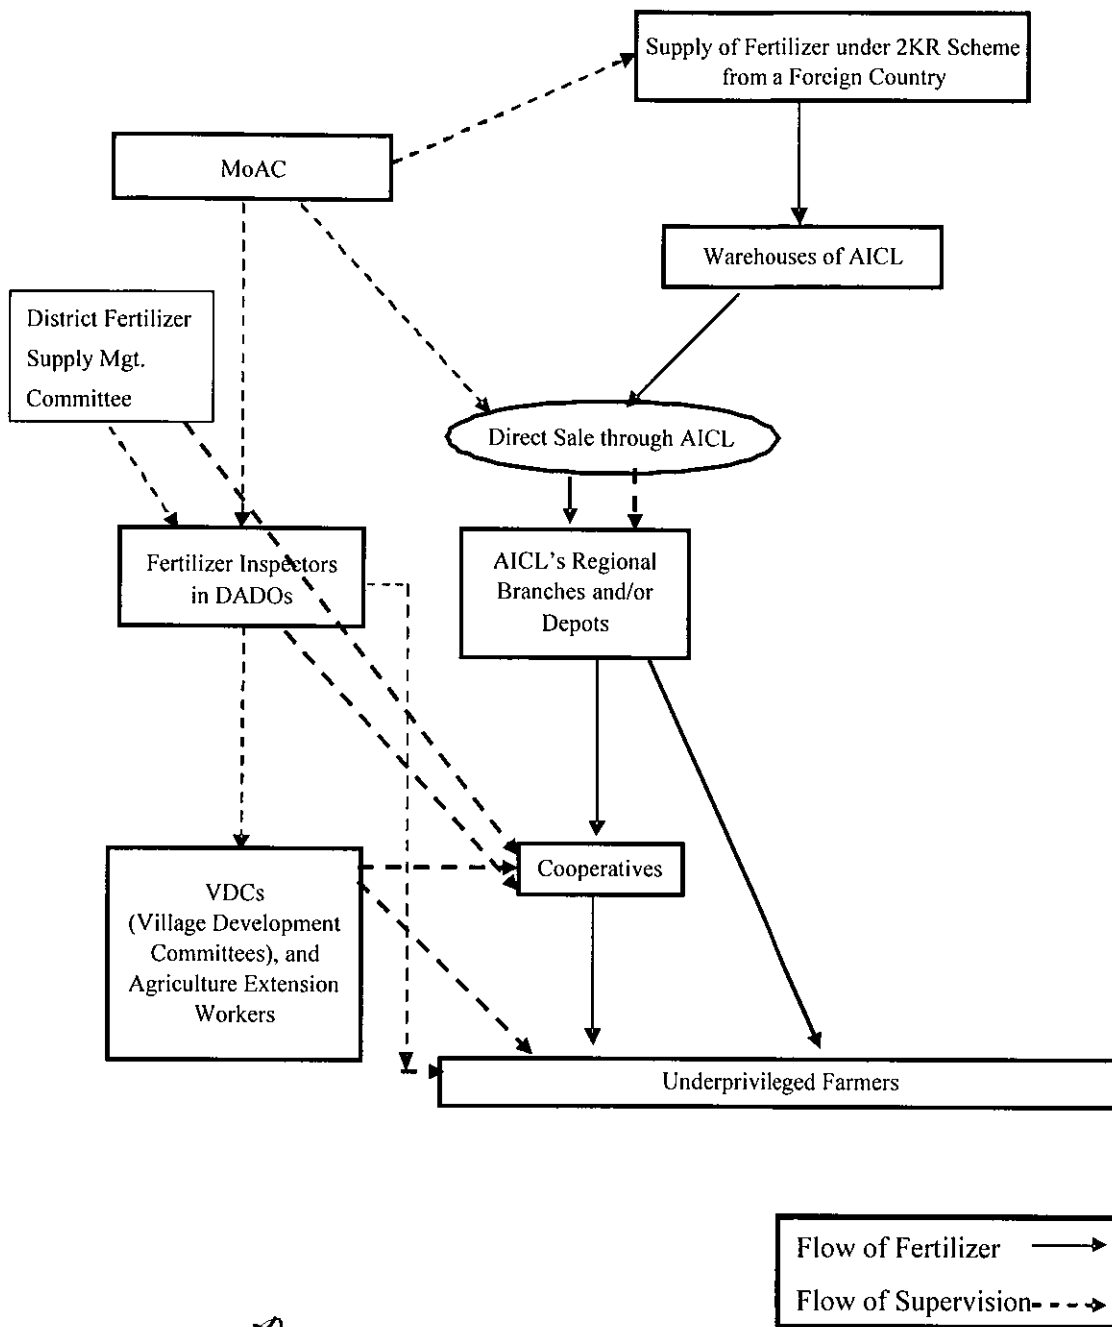 Supply of Fertilizer under 2KR Scheme
from a Foreign Country
MoAC
Warehouses of AICL
District Fertilizer
Supply Mgt.
Committee
Direct Sale through AICL
Fertilizer Inspectors
in DADOs
AICL's Regional
Branches and/or
Depots
Cooperatives
VDCs
(Village Development
Committees), and
Agriculture Extension
Workers
Underprivileged Farmers
Flow of Fertilizer
Flow of Supervision